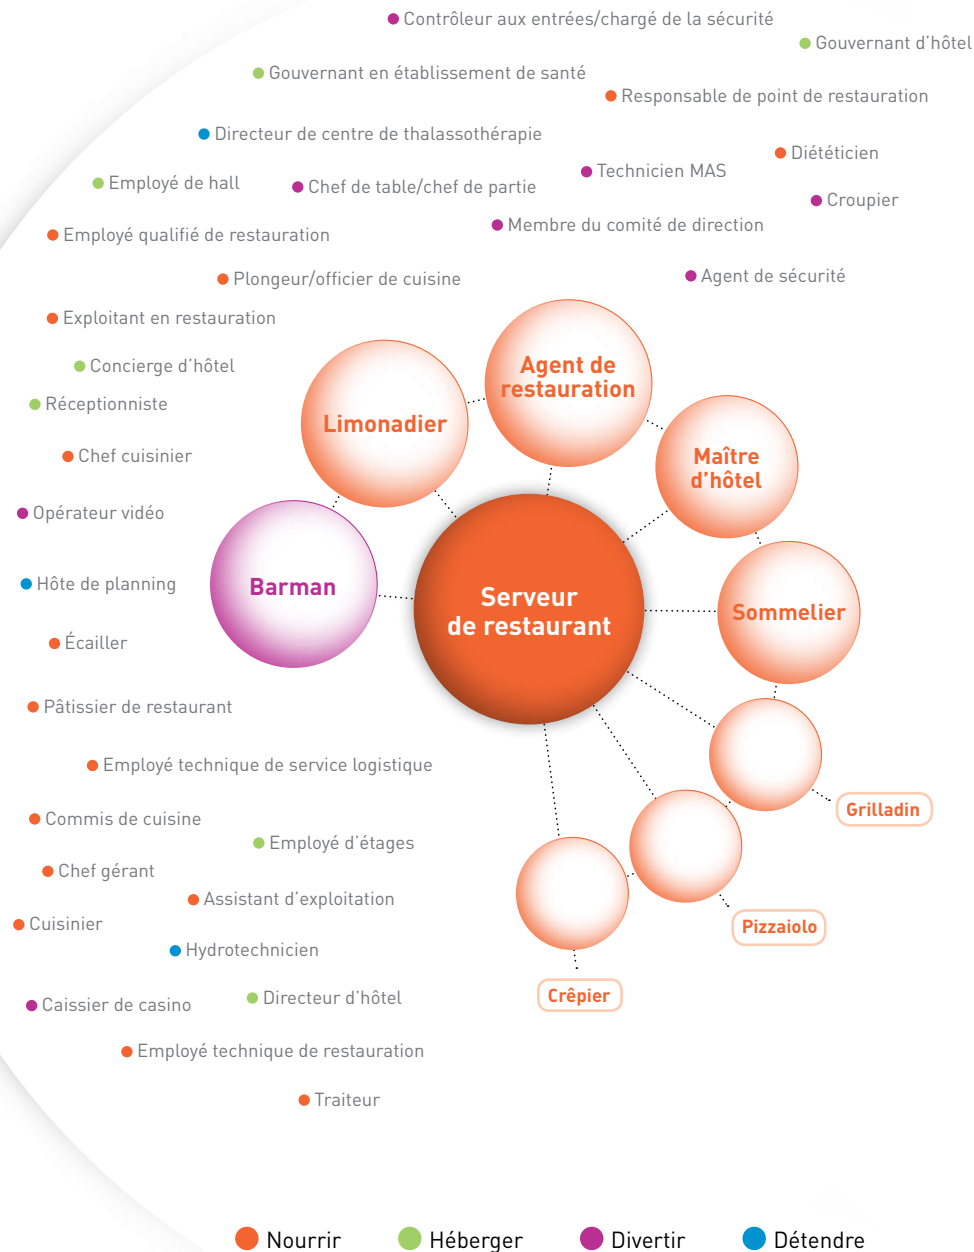 Contrôleur aux entrées/chargé de la sécurité
Gouvernant d'hôtel
Gouvernant en établissement de santé
Responsable de point de restauration
Directeur de centre de thalassothérapie
Diététicien
Technicien MAS
Employé de hall
Chef de table/chef de partie
Croupier
Membre du comité de direction
Employé qualifié de restauration
Plongeur/officier de cuisine
Agent de sécurité
Exploitant en restauration
Concierge d'hôtel
Agent de
restauration
Réceptionniste
Limonadier
Chef cuisinier
Maître
d'hôtel
Opérateur vidéo
Hôte de planning
Barman
Serveur
de restaurant
Sommelier
Écailler
Pâtissier de restaurant
Employé technique de service logistique
Grilladin
Commis de cuisine
Employé d'étages
Chef gérant
Assistant d'exploitation
Cuisinier
Pizzaiolo
Hydrotechnicien
Crêpier
Directeur d'hôtel
Caissier de casino
Employé technique de restauration
Traiteur
Nourrir
Héberger
Divertir
Détendre